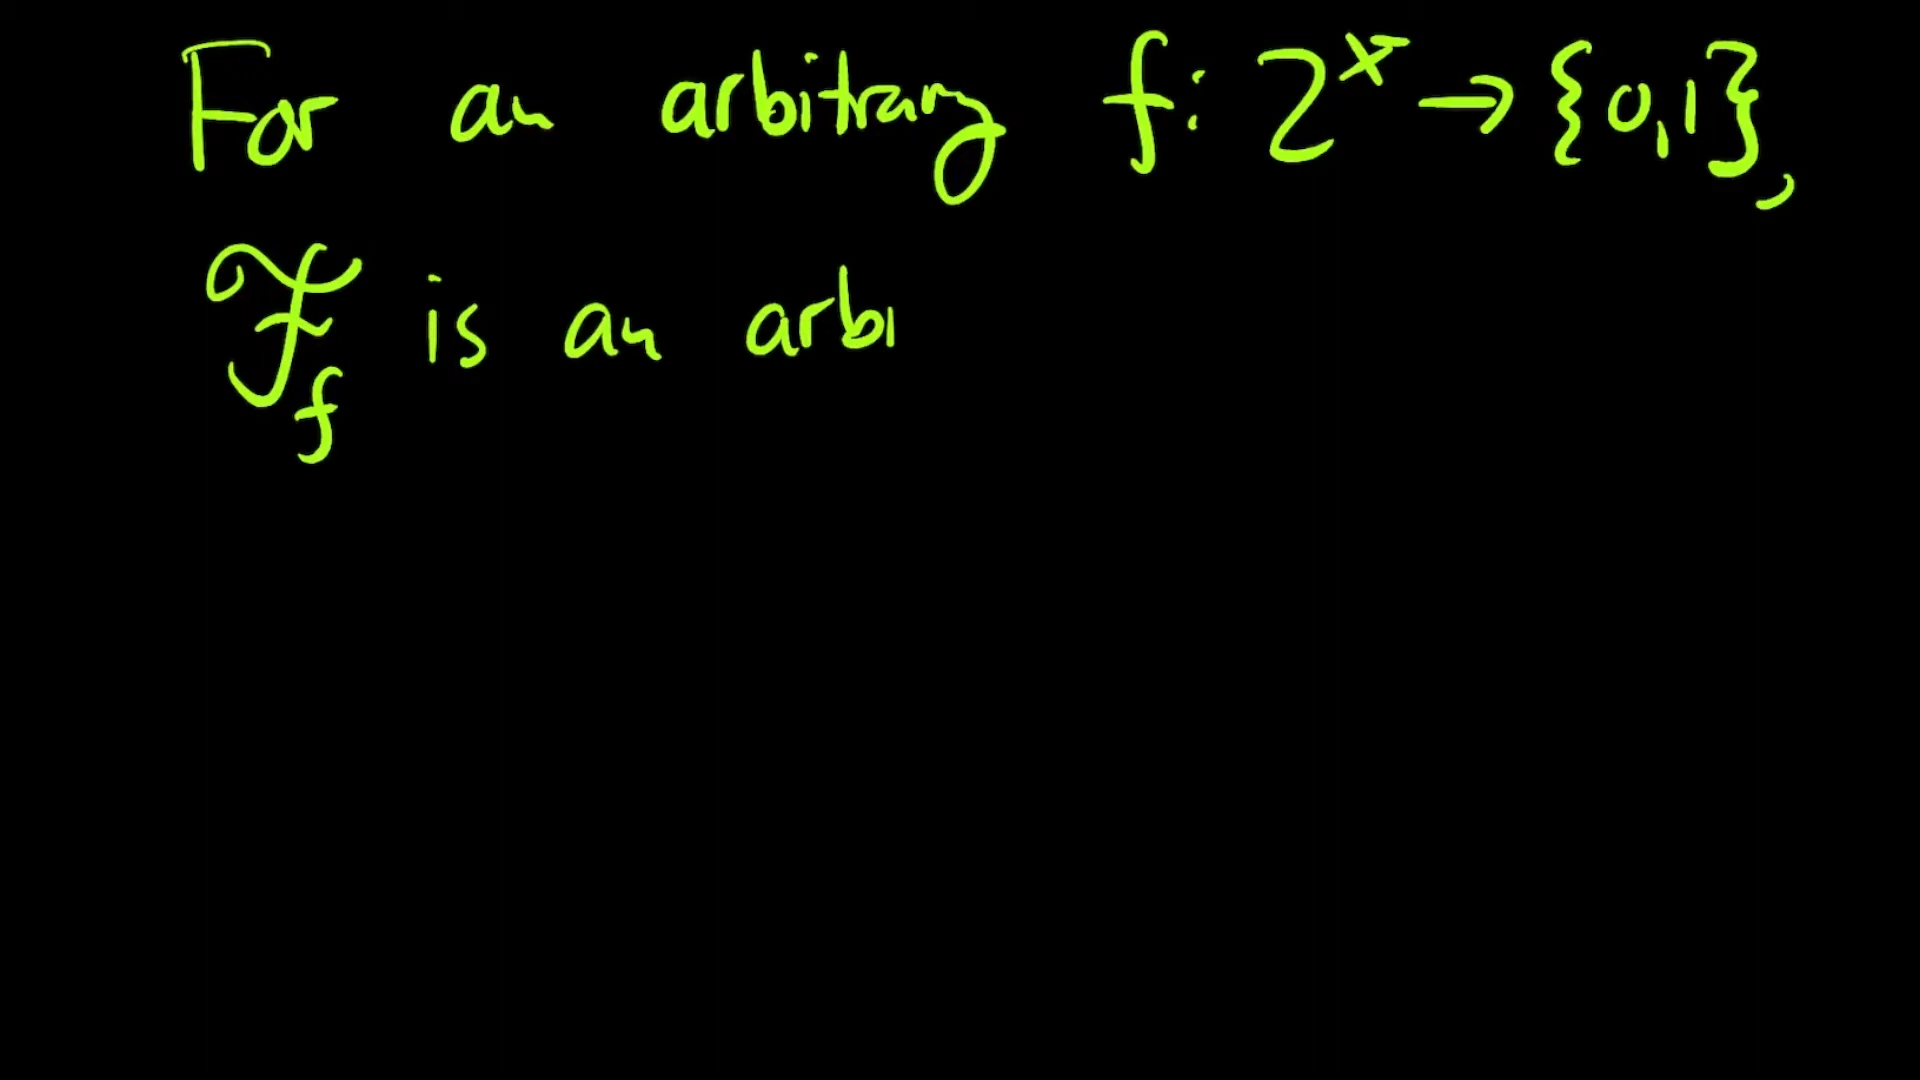 For an arbitrary f: 2^X → {0,1},
ℱ_f is an arbi